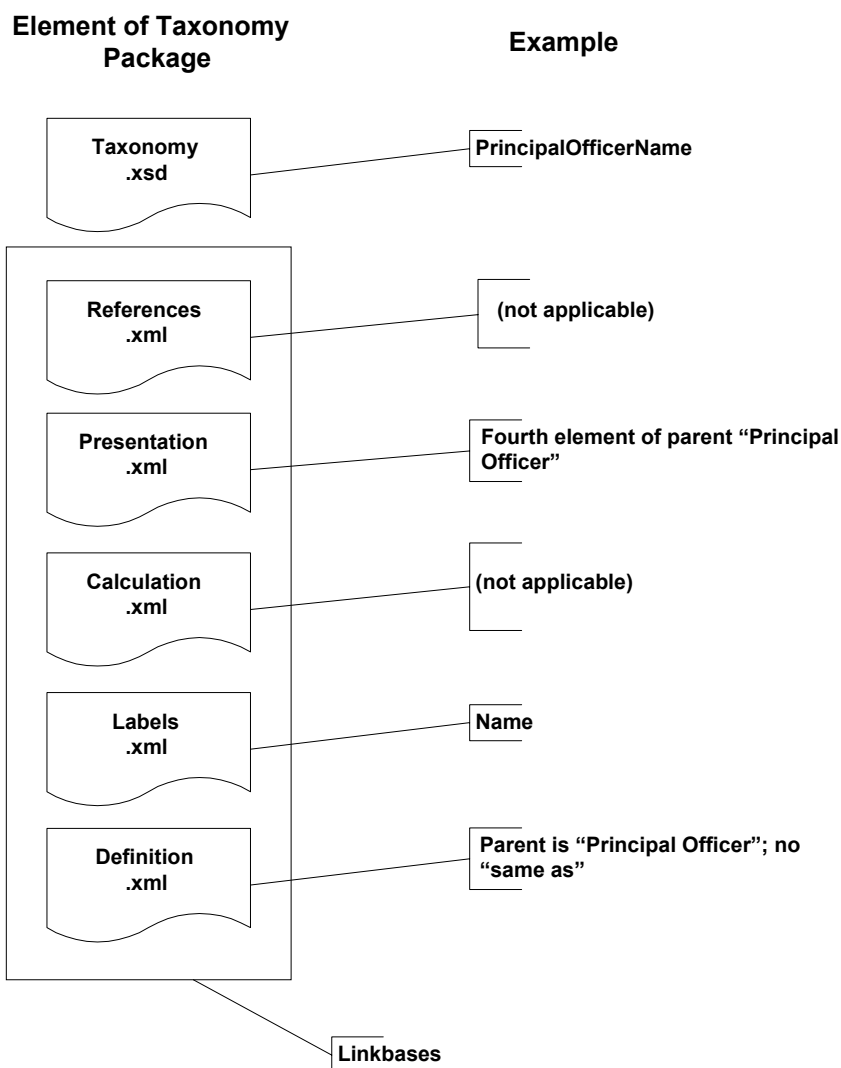 Element of Taxonomy
Package
Example
Taxonomy
.xsd
PrincipalOfficerName
References
.xml
(not applicable)
Presentation
.xml
Fourth element of parent “Principal
Officer”
Calculation
.xml
(not applicable)
Labels
.xml
Name
Definition
.xml
Parent is “Principal Officer”; no
“same as”
Linkbases